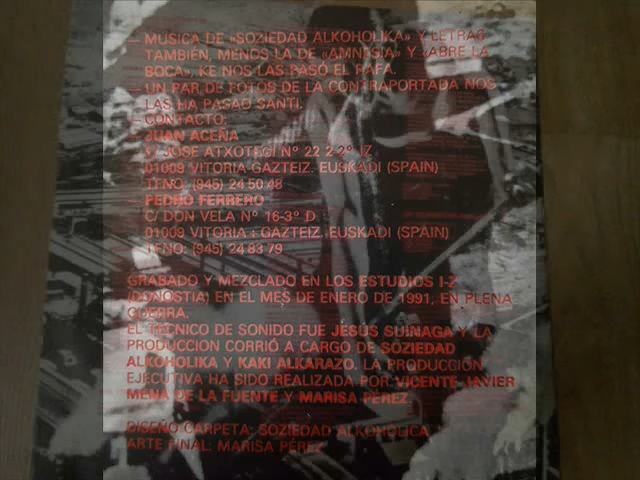 — MUSICA DE «SOZIEDAD ALKOHOLIKA» Y LETRAS
TAMBIÉN, MENOS LA DE «AMNESIA» Y «ABRE LA
BOCA», KE NOS LAS PASÓ EL RAFA.
— UN PAR DE FOTOS DE LA CONTRAPORTADA NOS
LAS HA PASAO SANTI.
— CONTACTO:
— JUAN ACEÑA
JOSE ATXOTEGI Nº 22 2-2º IZ
01009 VITORIA-GAZTEIZ. EUSKADI (SPAIN)
TFNO: (945) 24 50 48
— PEDRO FERRERO
C/ DON VELA Nº 16-3º D
01009 VITORIA-GAZTEIZ. EUSKADI (SPAIN)
TFNO: (945) 24 83 79
GRABADO Y MEZCLADO EN LOS ESTUDIOS I-Z
(DONOSTIA) EN EL MES DE ENERO DE 1991, EN PLENA
GUERRA.
EL TECNICO DE SONIDO FUE JESUS SUINAGA Y LA
PRODUCCION CORRIÓ A CARGO DE SOZIEDAD
ALKOHOLIKA Y KAKI ALKARAZO. LA PRODUCCION
EJECUTIVA HA SIDO REALIZADA POR VICENTE JAVIER
MENA DE LA FUENTE Y MARISA PÉREZ.
DISEÑO CARPETA: SOZIEDAD ALKOHOLICA
ARTE FINAL: MARISA PÉREZ